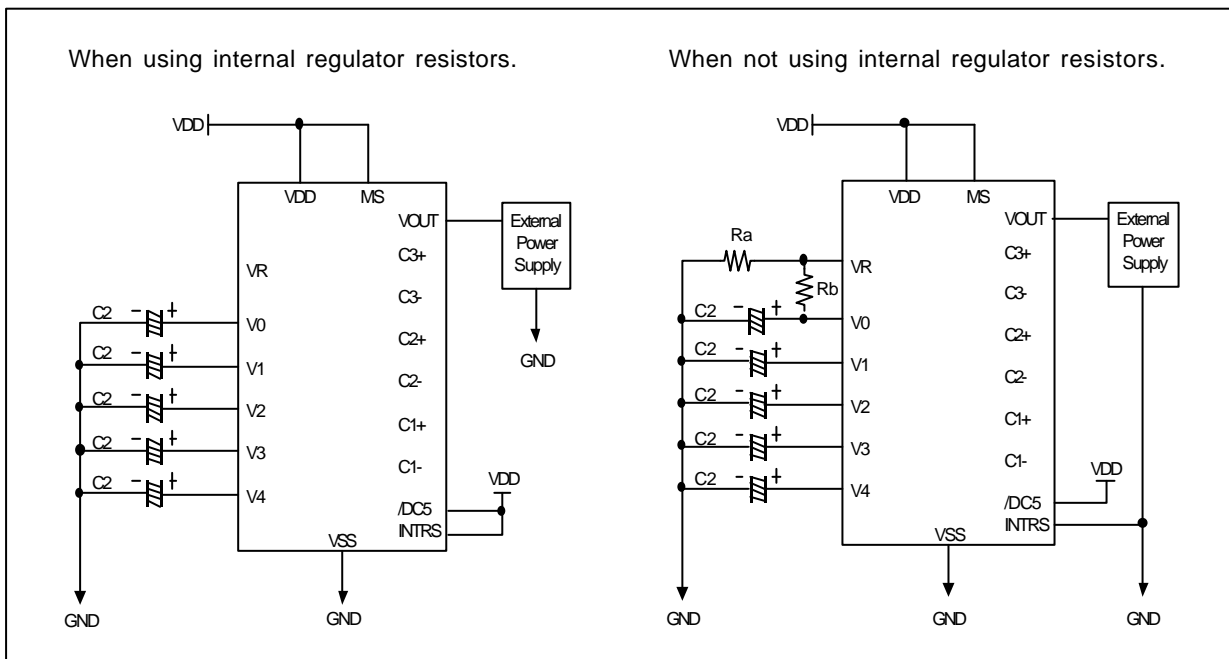 When using internal regulator resistors.
VDD
VDD MS
VOUT
External
Power
Supply
C3+
VR
C3-
C2 - + V0
C2+
GND
C2 - + V1
C2-
C2 - + V2
C1+
C2 - + V3
C1-
VDD
C2 - + V4
/DC5
INTRS
VSS
GND
GND
When not using internal regulator resistors.
VDD
VDD MS
VOUT
External
Power
Supply
Ra
C3+
VR
Rb
C3-
C2 - + V0
C2+
C2 - + V1
C2-
C2 - + V2
C1+
C2 - + V3
C1-
VDD
C2 - + V4
/DC5
INTRS
VSS
GND
GND
GND